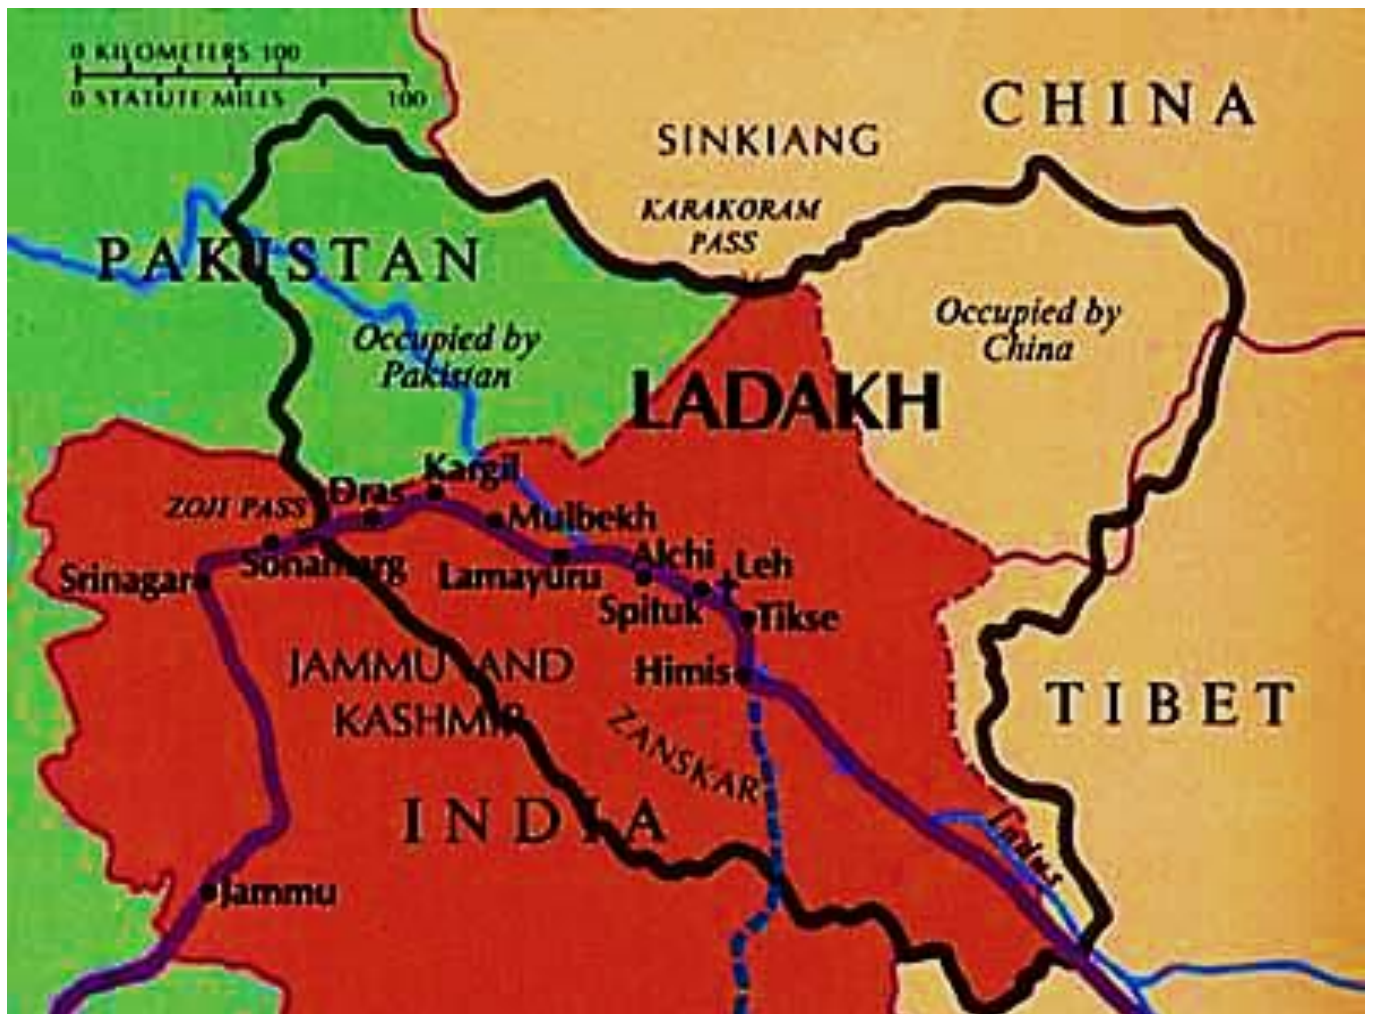 0 KILOMETERS 100
0 STATUTE MILES 100
CHINA
SINKIANG
KARAKORAM
PASS
PAKISTAN
Occupied by
Pakistan
Occupied by
China
LADAKH
Kargil
Dras
ZOJI PASS
Mulbekh
Sonamarg
Srinagar
Lamayuru
Alchi
Leh
Spituk
Tikse
JAMMU AND
KASHMIR
Himis
ZANSKAR
TIBET
INDIA
Indus
Jammu